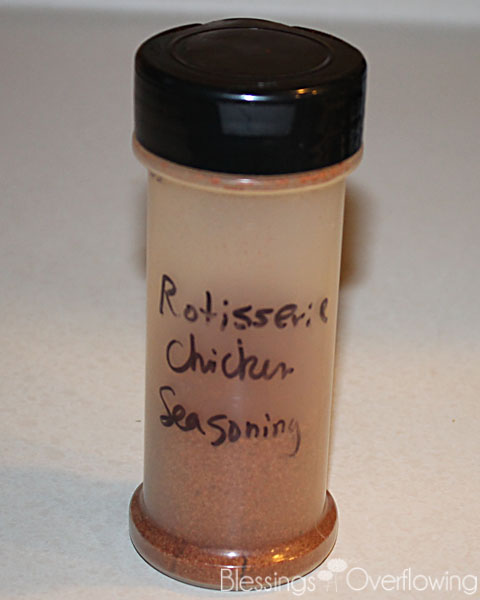 Rotisserie
Chicken
Seasoning
Blessings Overflowing